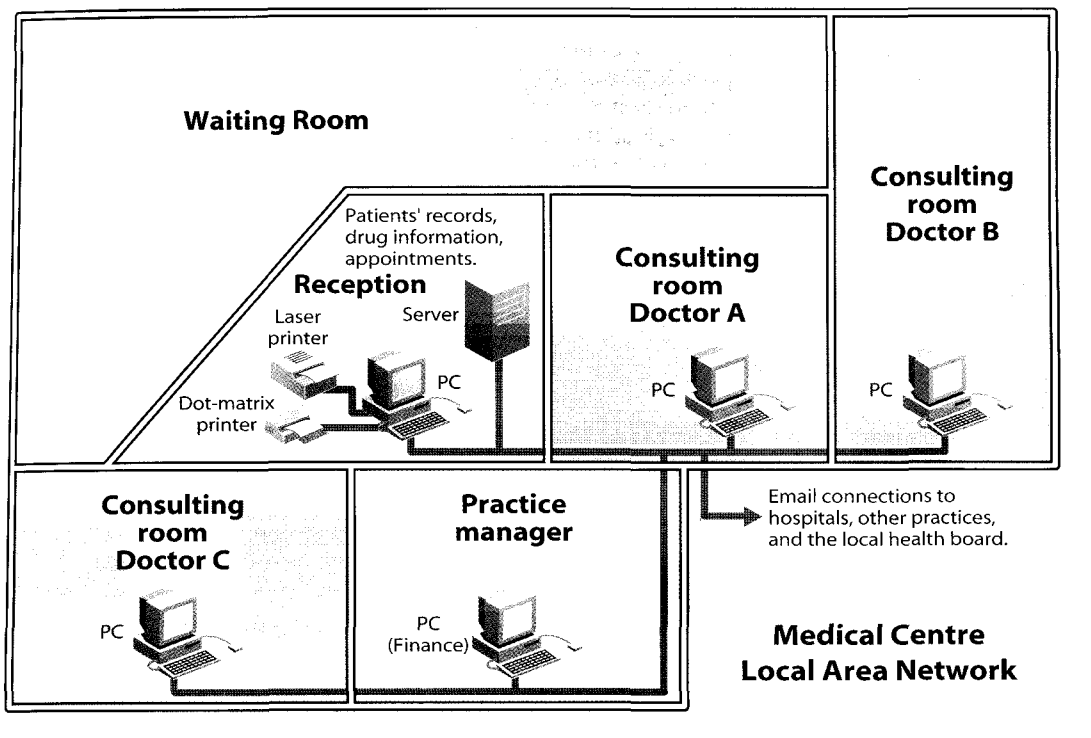 Waiting Room
Consulting
room
Doctor B
Patients' records,
drug information,
appointments.
Reception
Server
Laser
printer
PC
Dot-matrix
printer
Consulting
room
Doctor A
PC
PC
Consulting
room
Doctor C
PC
Practice
manager
PC
(Finance)
Email connections to
hospitals, other practices,
and the local health board.
Medical Centre
Local Area Network